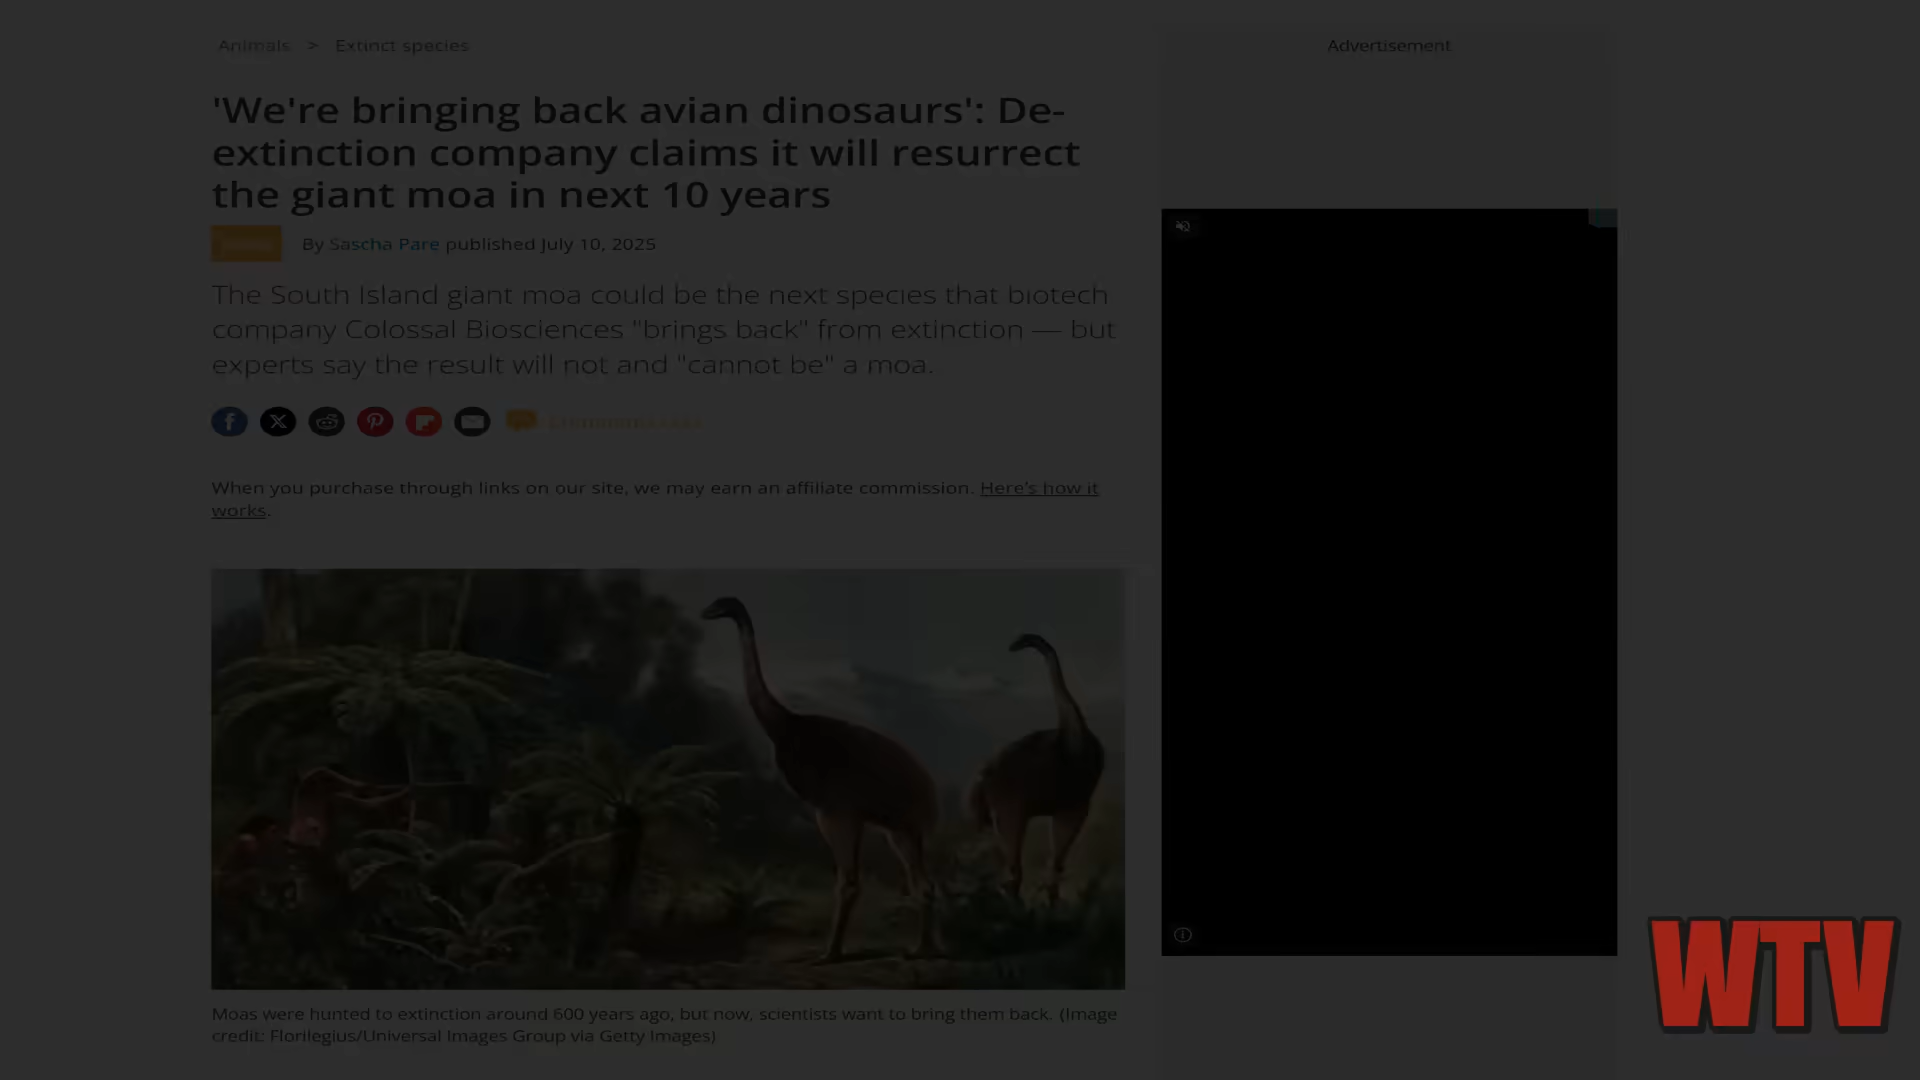 Animals > Extinct species
Advertisement
'We're bringing back avian dinosaurs': De-
extinction company claims it will resurrect
the giant moa in next 10 years
By Sascha Pare published July 10, 2025
The South Island giant moa could be the next species that biotech
company Colossal Biosciences "brings back" from extinction — but
experts say the result will not and "cannot be" a moa.
When you purchase through links on our site, we may earn an affiliate commission. Here's how it
works.
Moas were hunted to extinction around 600 years ago, but now, scientists want to bring them back. (Image
credit: Florilegius/Universal Images Group via Getty Images)
WTV